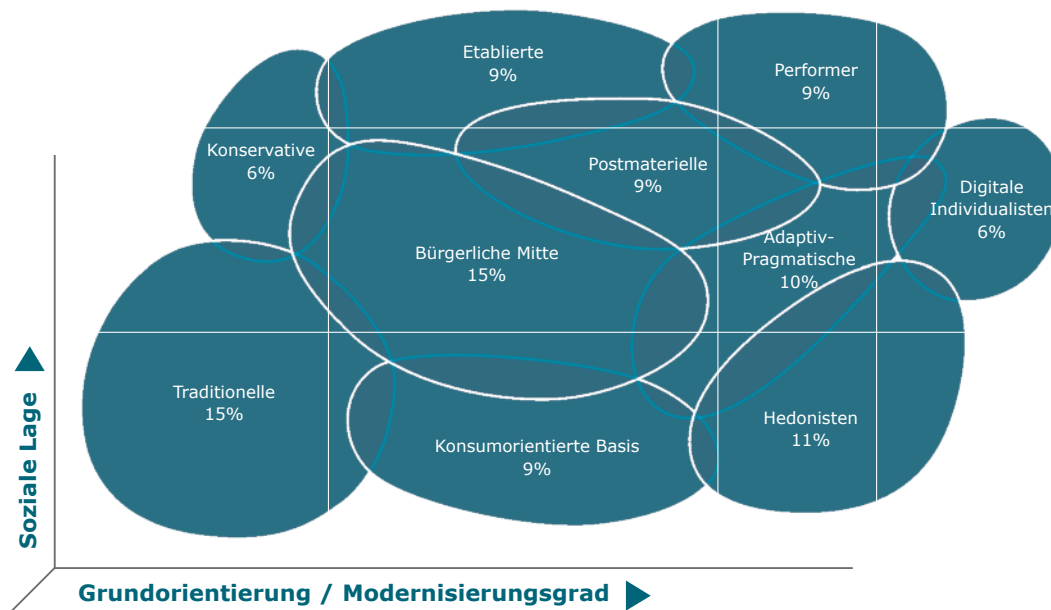 Etablierte
9%
Performer
9%
Konservative
6%
Postmaterielle
9%
Digitale
Individualisten
6%
Bürgerliche Mitte
15%
Adaptiv-
Pragmatische
10%
Traditionelle
15%
Konsumorientierte Basis
9%
Hedonisten
11%
Soziale Lage
Grundorientierung / Modernisierungsgrad